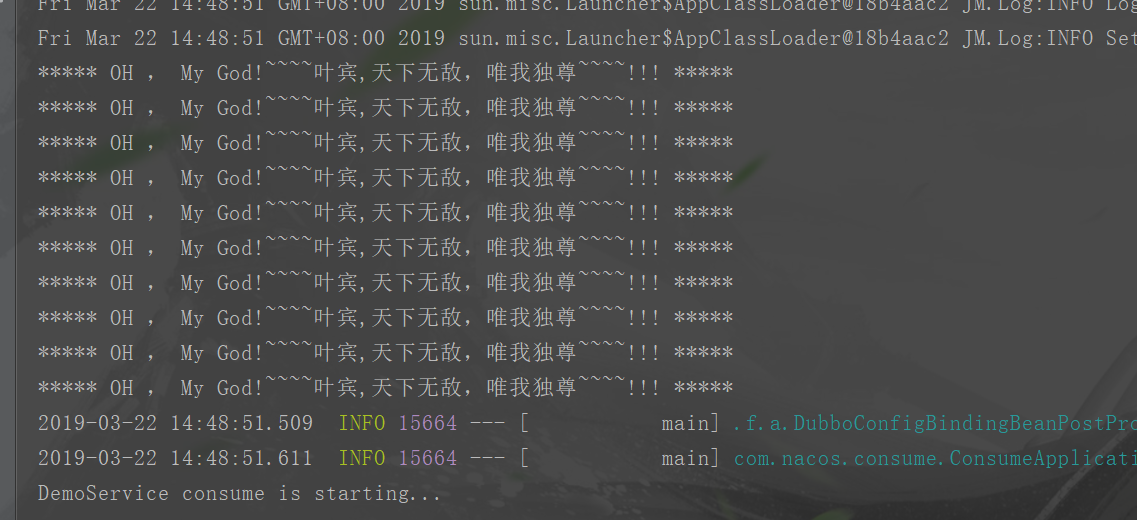 Fri Mar 22 14:48:51 GMT+08:00 2019 sun.misc.Launcher$AppClassLoader@18b4aac2 JM.Log:INFO Log
Fri Mar 22 14:48:51 GMT+08:00 2019 sun.misc.Launcher$AppClassLoader@18b4aac2 JM.Log:INFO Set
***** OH ， My God!~~~~叶宾,天下无敌，唯我独尊~~~~!!! *****
***** OH ， My God!~~~~叶宾,天下无敌，唯我独尊~~~~!!! *****
***** OH ， My God!~~~~叶宾,天下无敌，唯我独尊~~~~!!! *****
***** OH ， My God!~~~~叶宾,天下无敌，唯我独尊~~~~!!! *****
***** OH ， My God!~~~~叶宾,天下无敌，唯我独尊~~~~!!! *****
***** OH ， My God!~~~~叶宾,天下无敌，唯我独尊~~~~!!! *****
***** OH ， My God!~~~~叶宾,天下无敌，唯我独尊~~~~!!! *****
***** OH ， My God!~~~~叶宾,天下无敌，唯我独尊~~~~!!! *****
***** OH ， My God!~~~~叶宾,天下无敌，唯我独尊~~~~!!! *****
***** OH ， My God!~~~~叶宾,天下无敌，唯我独尊~~~~!!! *****
2019-03-22 14:48:51.509  INFO 15664 --- [           main] .f.a.DubboConfigBindingBeanPostPro
2019-03-22 14:48:51.611  INFO 15664 --- [           main] com.nacos.consume.ConsumeApplicati
DemoService consume is starting...